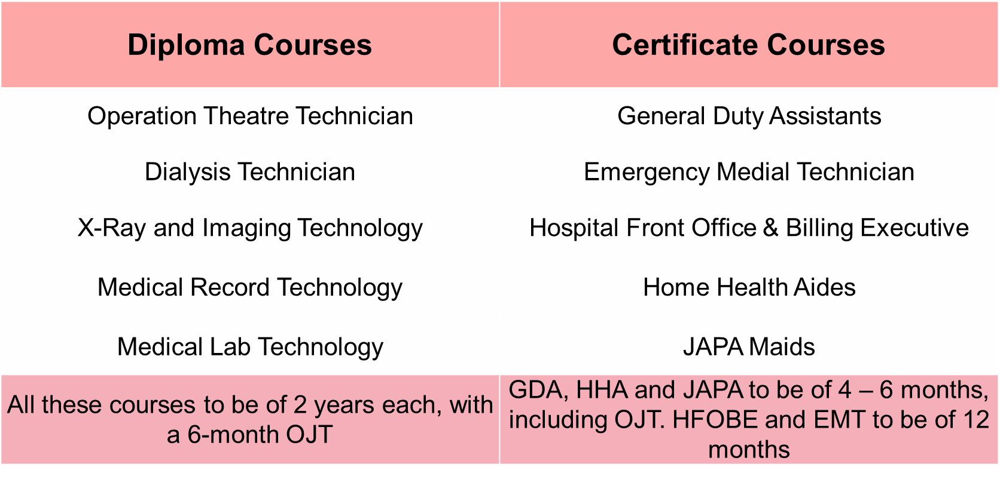 Diploma Courses
Certificate Courses
Operation Theatre Technician
General Duty Assistants
Dialysis Technician
Emergency Medial Technician
X-Ray and Imaging Technology
Hospital Front Office & Billing Executive
Medical Record Technology
Home Health Aides
Medical Lab Technology
JAPA Maids
All these courses to be of 2 years each, with
a 6-month OJT
GDA, HHA and JAPA to be of 4 – 6 months,
including OJT. HFOBE and EMT to be of 12
months